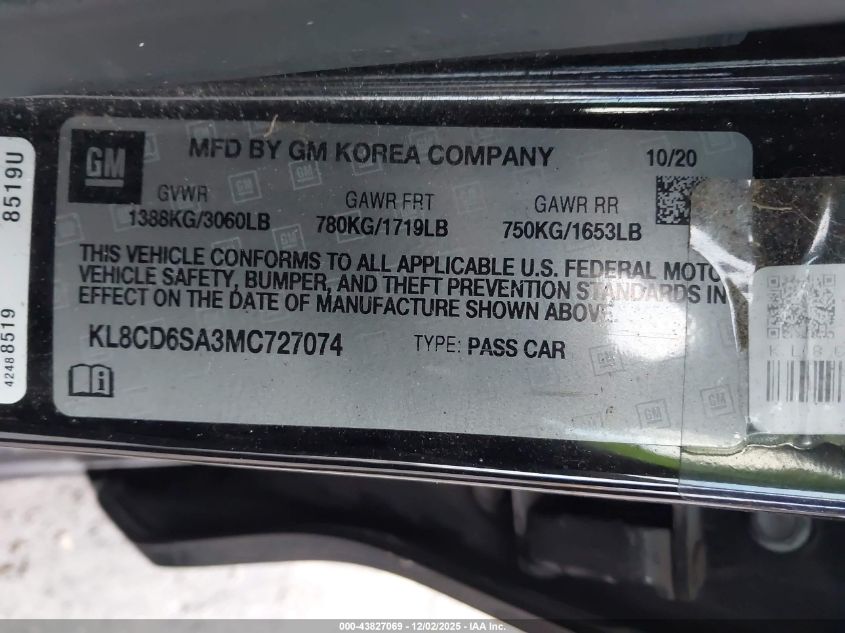 GM
MFD BY GM KOREA COMPANY
10/20
GVWR GAWR FRT GAWR RR
1388KG/3060LB 780KG/1719LB 750KG/1653LB
THIS VEHICLE CONFORMS TO ALL APPLICABLE U.S. FEDERAL MOTO
VEHICLE SAFETY, BUMPER, AND THEFT PREVENTION STANDARDS IN
EFFECT ON THE DATE OF MANUFACTURE SHOWN ABOVE.
KL8CD6SA3MC727074 TYPE: PASS CAR
8519U
42488519
KL8C
000-43827069 - 12/02/2025 - IAA Inc.